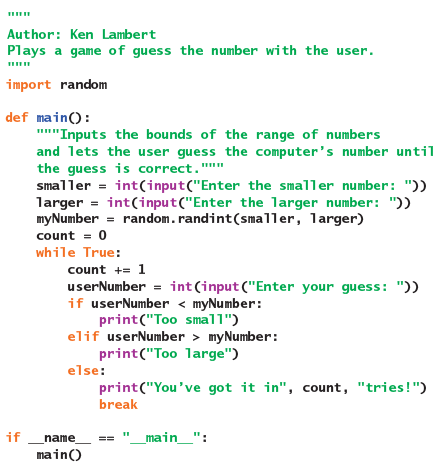 """
Author: Ken Lambert
Plays a game of guess the number with the user.
"""
import random

def main():
    """Inputs the bounds of the range of numbers
    and lets the user guess the computer's number until
    the guess is correct."""
    smaller = int(input("Enter the smaller number: "))
    larger = int(input("Enter the larger number: "))
    myNumber = random.randint(smaller, larger)
    count = 0
    while True:
        count += 1
        userNumber = int(input("Enter your guess: "))
        if userNumber < myNumber:
            print("Too small")
        elif userNumber > myNumber:
            print("Too large")
        else:
            print("You've got it in", count, "tries!")
            break

if __name__ == "__main__":
    main()